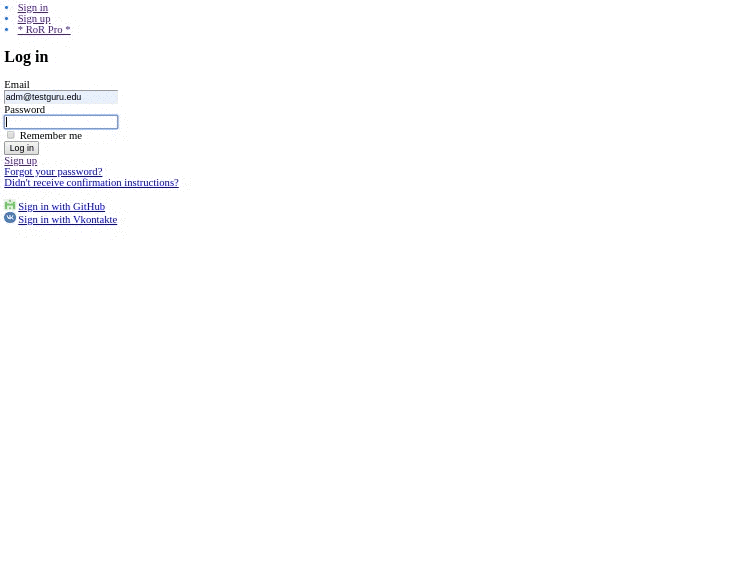 Sign in
Sign up
* RoR Pro *
Log in
Email
adm@testguru.edu
Password
Remember me
Log in
Sign up
Forgot your password?
Didn't receive confirmation instructions?
Sign in with GitHub
Sign in with Vkontakte